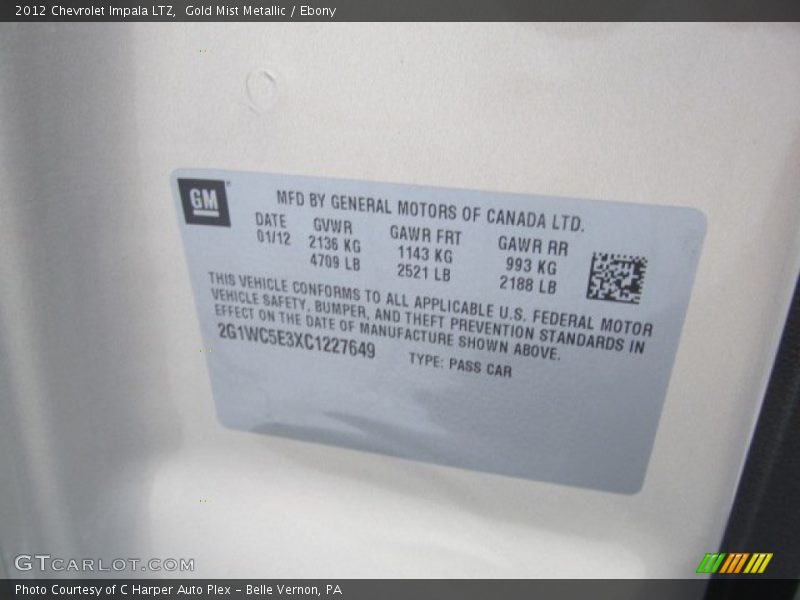 2012 Chevrolet Impala LTZ,  Gold Mist Metallic / Ebony
GM
MFD BY GENERAL MOTORS OF CANADA LTD.
DATE GVWR GAWR FRT GAWR RR
01/12 2136 KG 1143 KG 993 KG
4709 LB 2521 LB 2188 LB
THIS VEHICLE CONFORMS TO ALL APPLICABLE U.S. FEDERAL MOTOR
VEHICLE SAFETY, BUMPER, AND THEFT PREVENTION STANDARDS IN
EFFECT ON THE DATE OF MANUFACTURE SHOWN ABOVE.
2G1WC5E3XC1227649 TYPE: PASS CAR
GTCARLOT.COM
Photo Courtesy of C Harper Auto Plex – Belle Vernon, PA